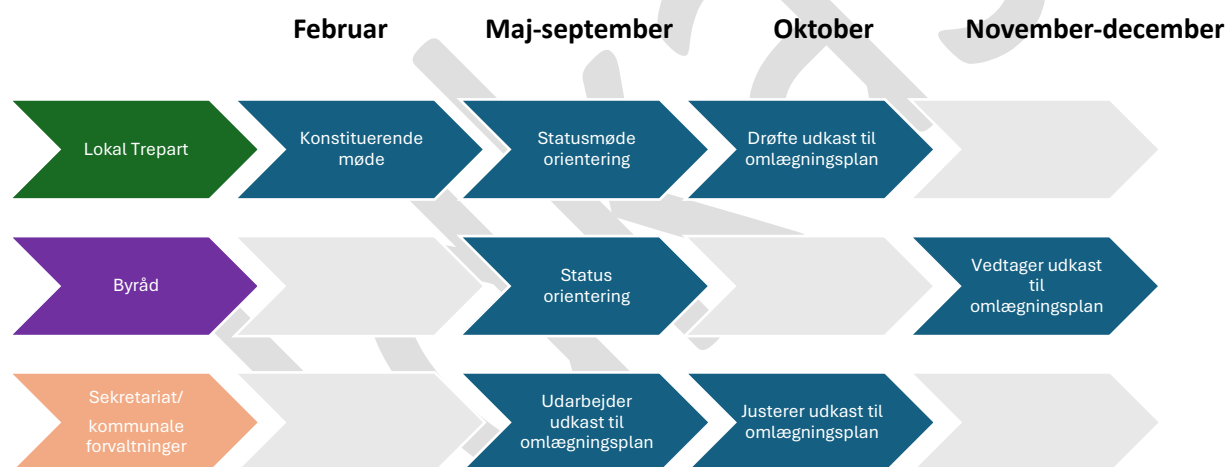 Februar
Maj-september
Oktober
November-december
Lokal Trepart
Konstituerende
møde
Statusmøde
orientering
Drøfte udkast til
omlægningsplan
Byråd
Status
orientering
Vedtager udkast
til
omlægningsplan
Sekretariat/
kommunale
forvaltninger
Udarbejder
udkast til
omlægningsplan
Justerer udkast til
omlægningsplan